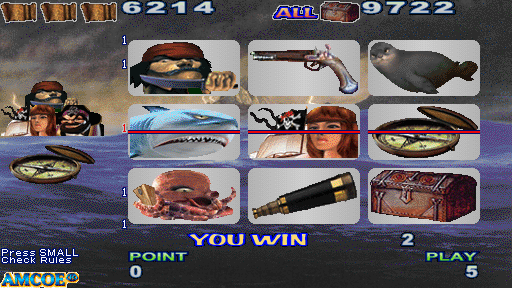 6214 ALL 9722
1
1
1
1
YOU WIN 2
Press SMALL
Check Rules
POINT PLAY
0 5
AMCOE